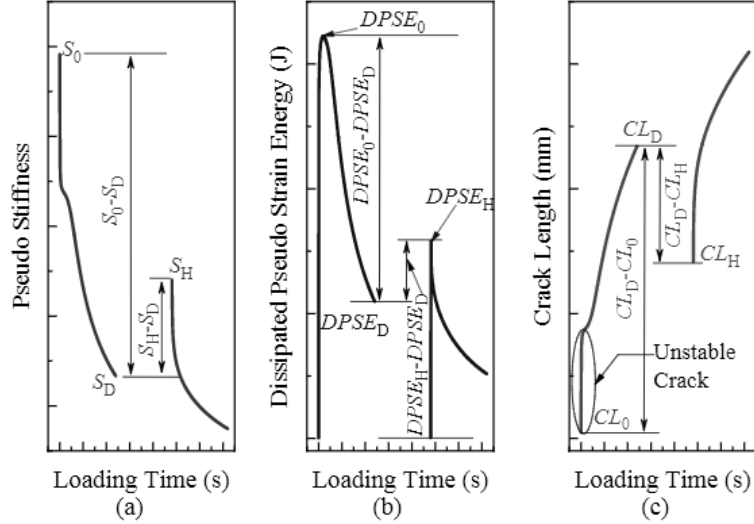 Pseudo Stiffness
S0
S0-SD
SH
SH-SD
SD
Loading Time (s)
(a)
Dissipated Pseudo Strain Energy (J)
DPSE0
DPSE0-DPSED
DPSEH
DPSED
DPSEH-DPSED
Loading Time (s)
(b)
Crack Length (mm)
CLD
CLD-CLH
CLD-CL0
CLH
Unstable
Crack
CL0
Loading Time (s)
(c)